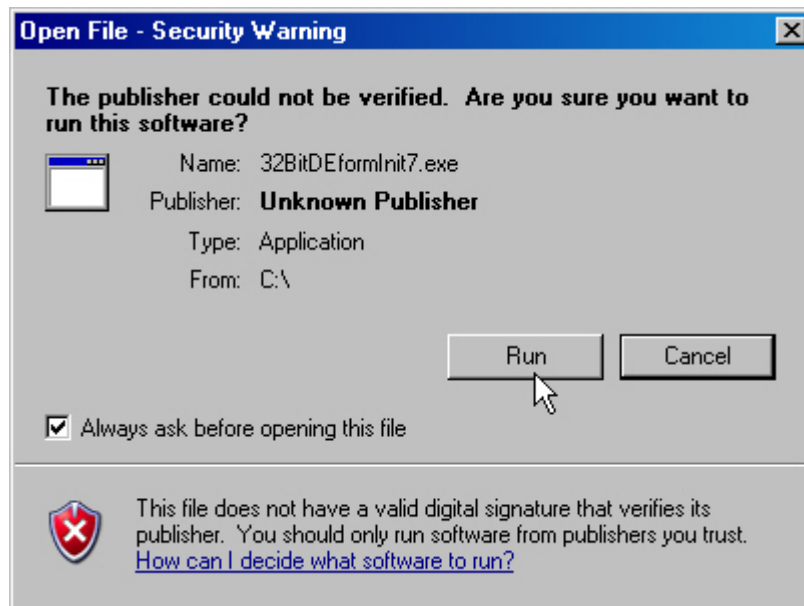 Open File - Security Warning
The publisher could not be verified.  Are you sure you want to
run this software?
Name: 32BitDEformInit7.exe
Publisher: Unknown Publisher
Type: Application
From: C:\
Run Cancel
Always ask before opening this file
This file does not have a valid digital signature that verifies its
publisher.  You should only run software from publishers you trust.
How can I decide what software to run?